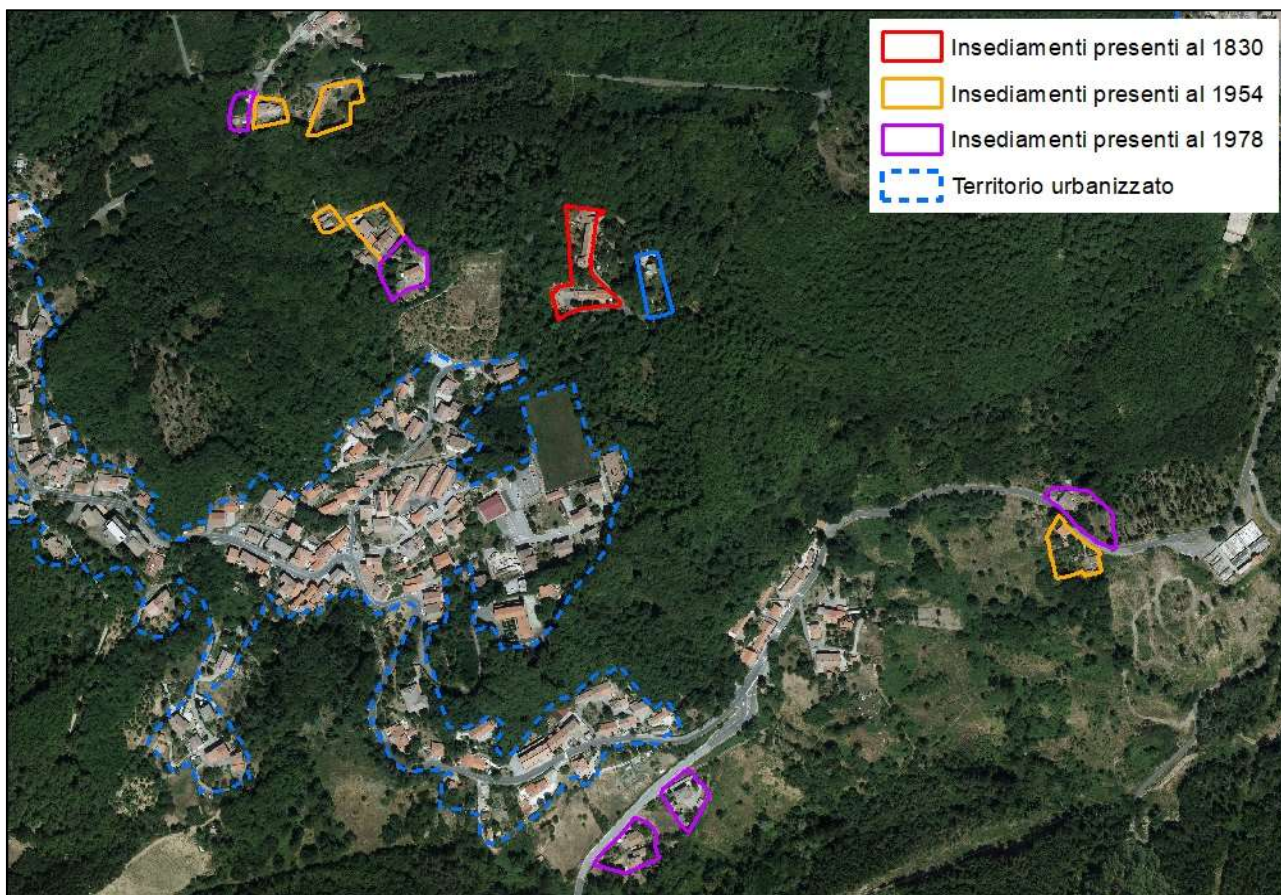 Insediamenti presenti al 1830
Insediamenti presenti al 1954
Insediamenti presenti al 1978
Territorio urbanizzato